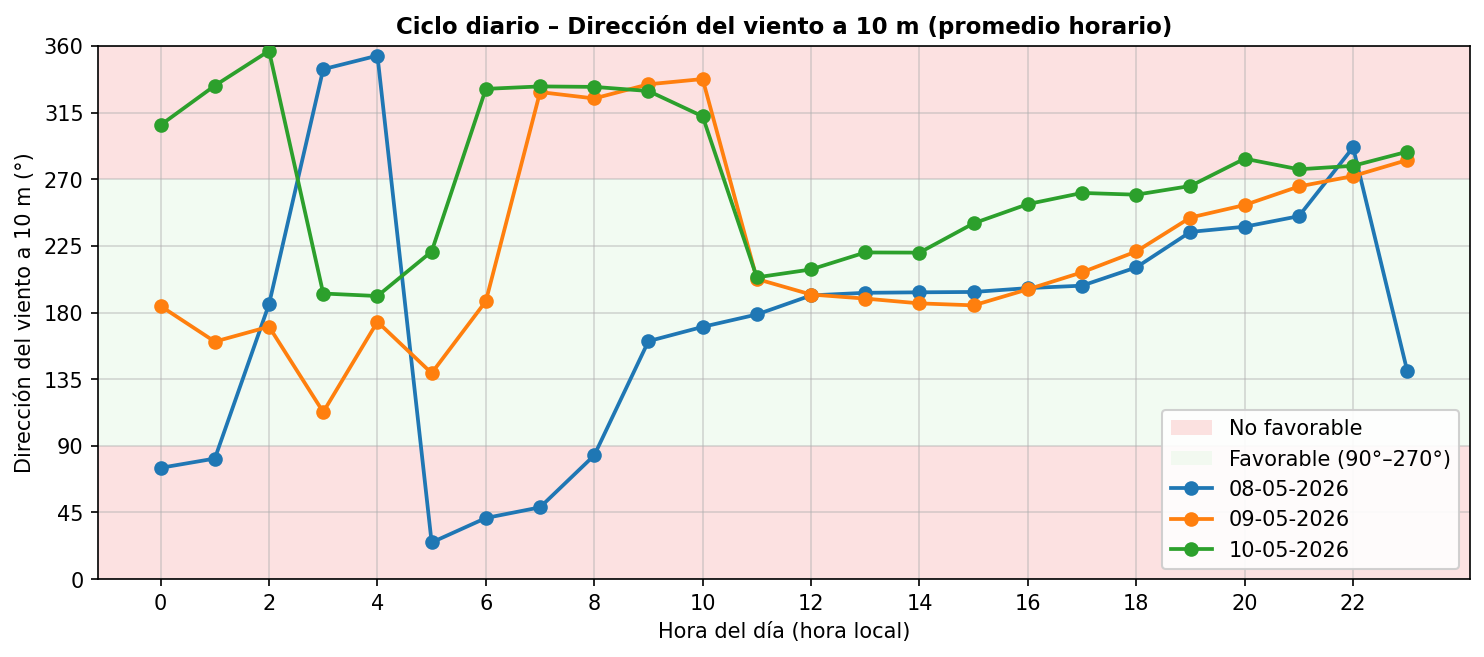 Ciclo diario – Dirección del viento a 10 m (promedio horario)
Dirección del viento a 10 m (°)
360
315
270
225
180
135
90
45
0
0 2 4 6 8 10 12 14 16 18 20 22
Hora del día (hora local)
No favorable
Favorable (90°–270°)
08-05-2026
09-05-2026
10-05-2026